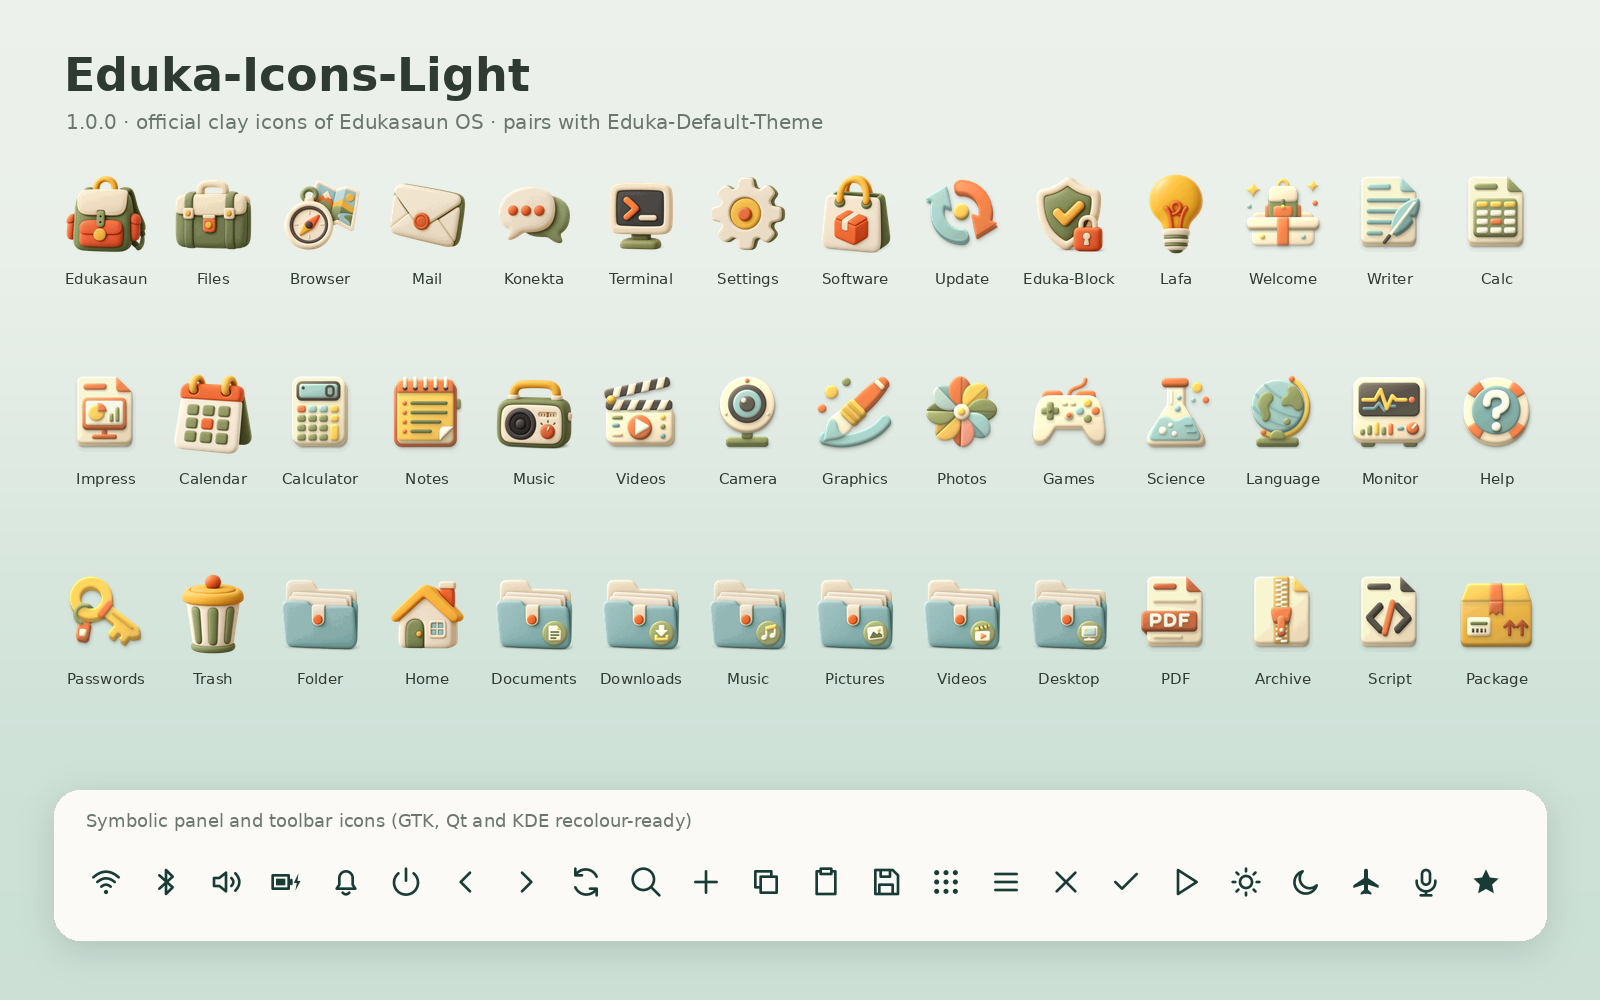 Eduka-Icons-Light
1.0.0 · official clay icons of Edukasaun OS · pairs with Eduka-Default-Theme
Edukasaun Files Browser Mail Konekta Terminal Settings Software Update Eduka-Block Lafa Welcome Writer Calc
0
Impress Calendar Calculator Notes Music Videos Camera Graphics Photos Games Science Language Monitor Help
PDF
Passwords Trash Folder Home Documents Downloads Music Pictures Videos Desktop PDF Archive Script Package
Symbolic panel and toolbar icons (GTK, Qt and KDE recolour-ready)